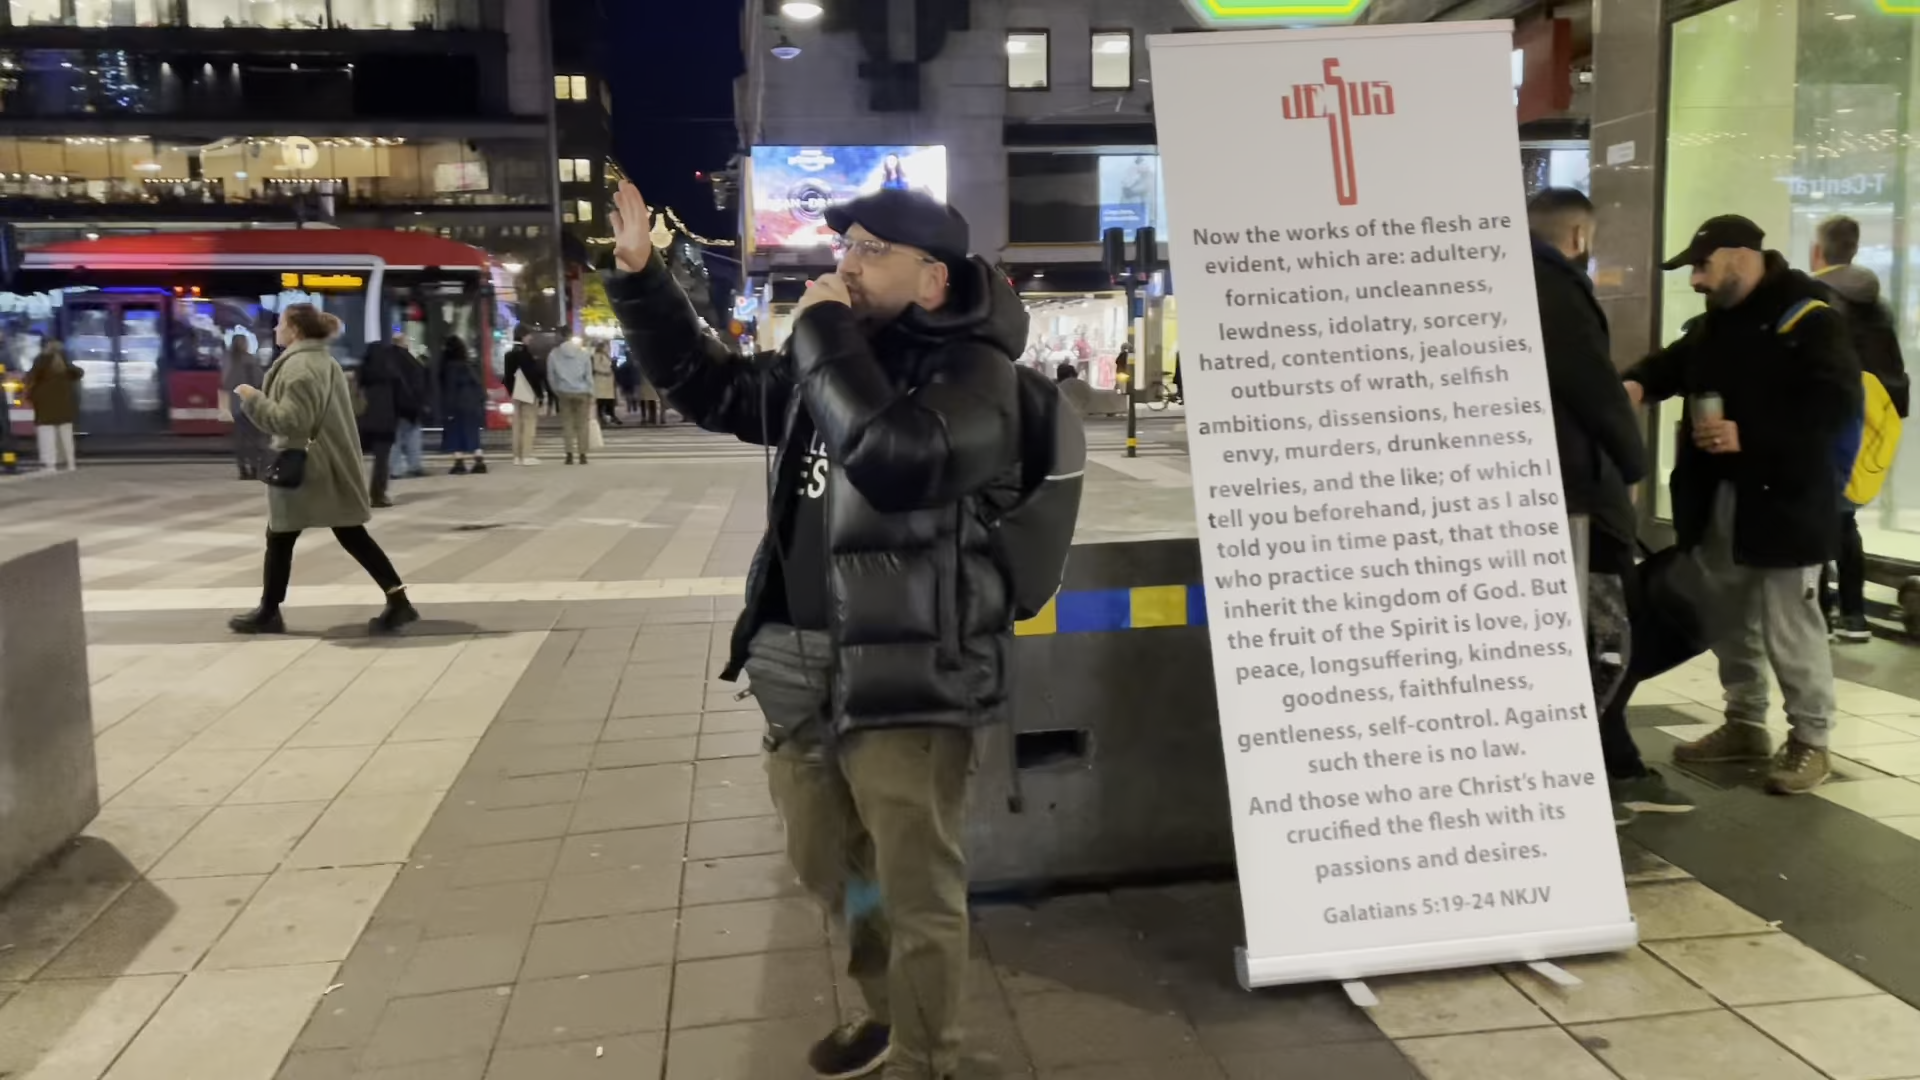 JESUS
Now the works of the flesh are
evident, which are: adultery,
fornication, uncleanness,
lewdness, idolatry, sorcery,
hatred, contentions, jealousies,
outbursts of wrath, selfish
ambitions, dissensions, heresies,
envy, murders, drunkenness,
revelries, and the like; of which I
tell you beforehand, just as I also
told you in time past, that those
who practice such things will not
inherit the kingdom of God. But
the fruit of the Spirit is love, joy,
peace, longsuffering, kindness,
goodness, faithfulness,
gentleness, self-control. Against
such there is no law.
And those who are Christ's have
crucified the flesh with its
passions and desires.
Galatians 5:19-24 NKJV
T-Central
T
ES